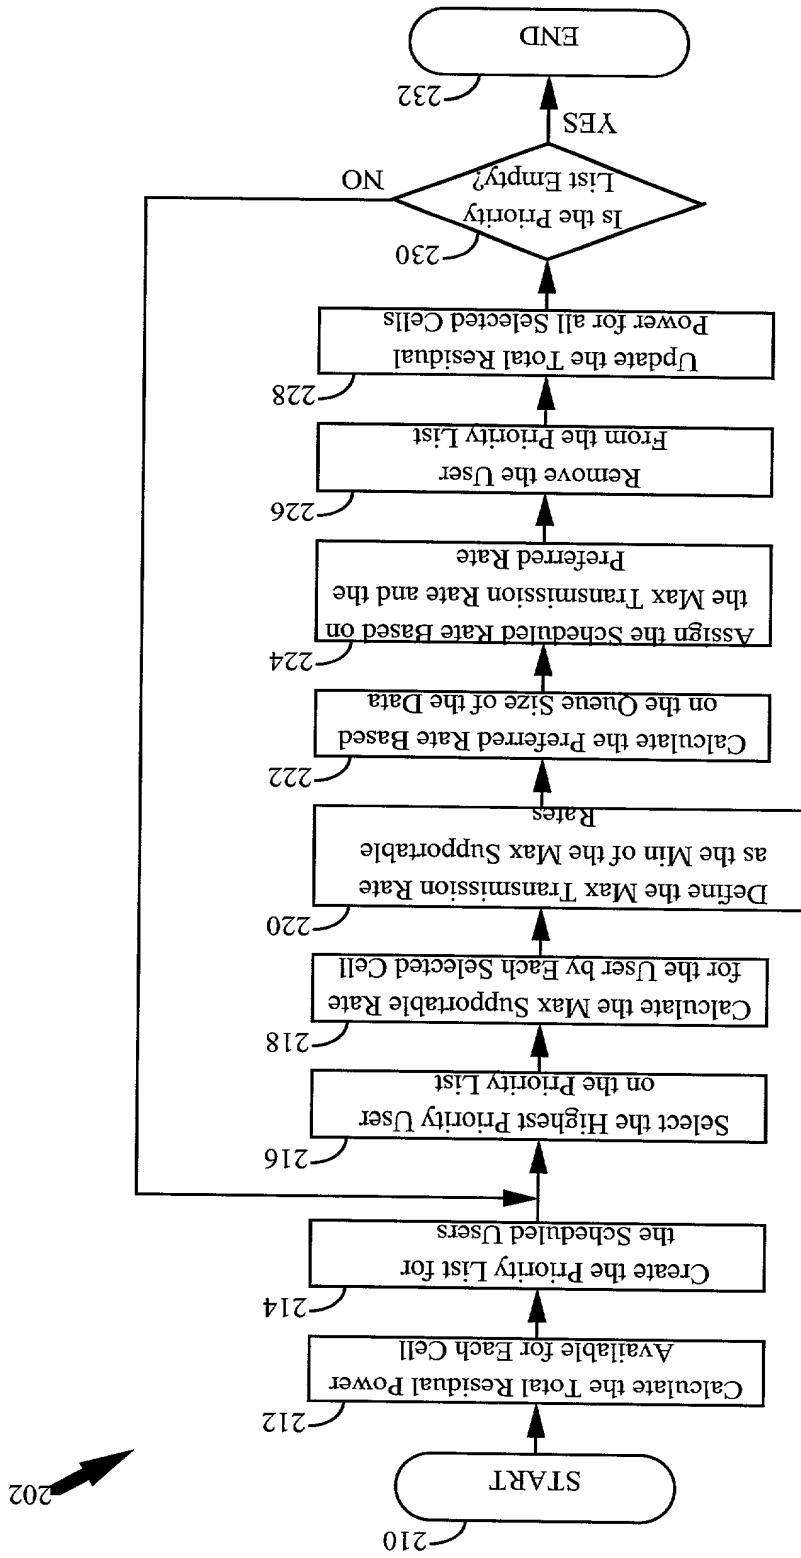 202
210
START
212
Calculate the Total Residual Power
Available for Each Cell
214
Create the Priority List for
the Scheduled Users
216
Select the Highest Priority User
on the Priority List
218
Calculate the Max Supportable Rate
for the User by Each Selected Cell
220
Define the Max Transmission Rate
as the Min of the Max Supportable
Rates
222
Calculate the Preferred Rate Based
on the Queue Size of the Data
224
Assign the Scheduled Rate Based on
the Max Transmission Rate and the
Preferred Rate
226
Remove the User
From the Priority List
228
Update the Total Residual
Power for all Selected Cells
230
Is the Priority
List Empty?
NO
YES
232
END